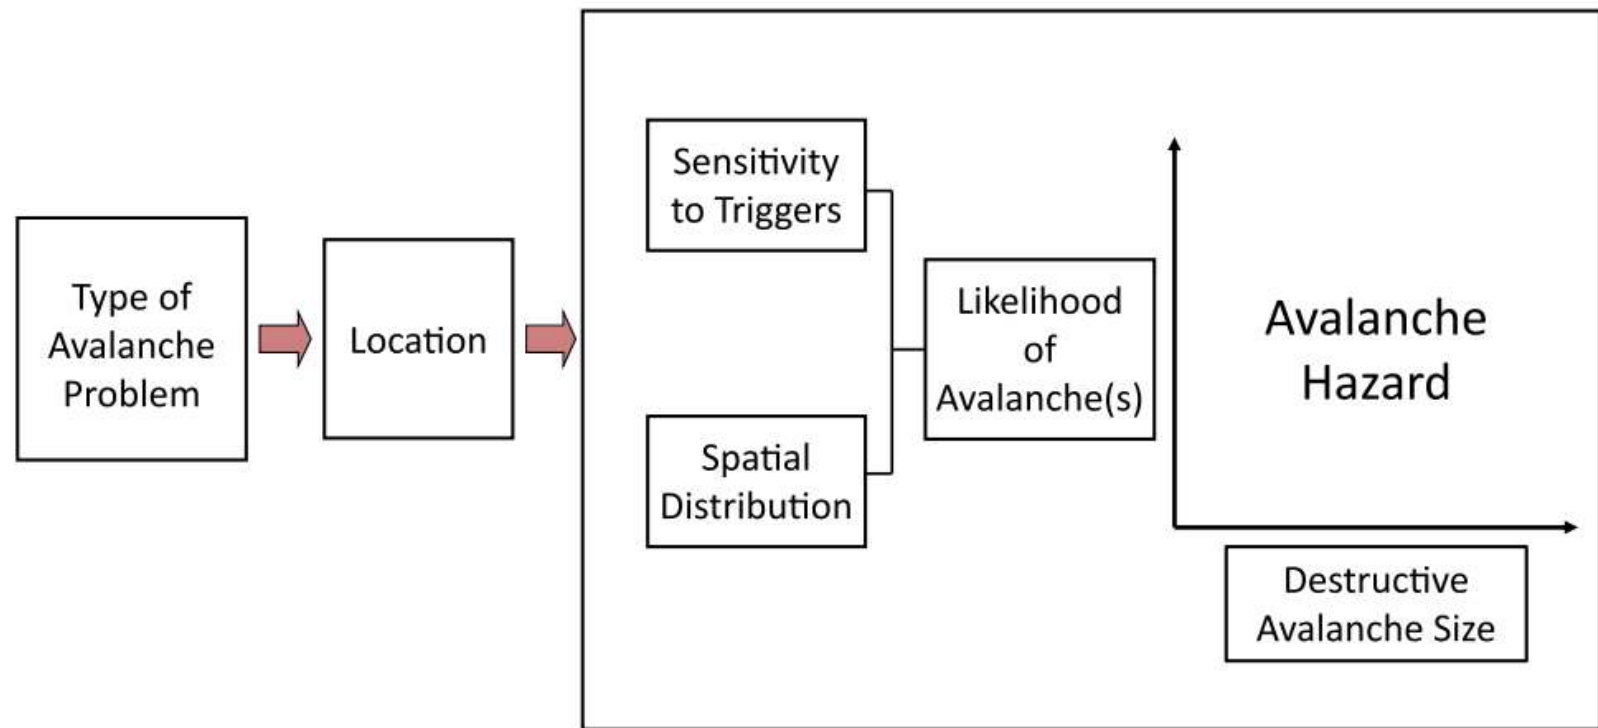 Type of
Avalanche
Problem
Location
Sensitivity
to Triggers
Spatial
Distribution
Likelihood
of
Avalanche(s)
Avalanche
Hazard
Destructive
Avalanche Size